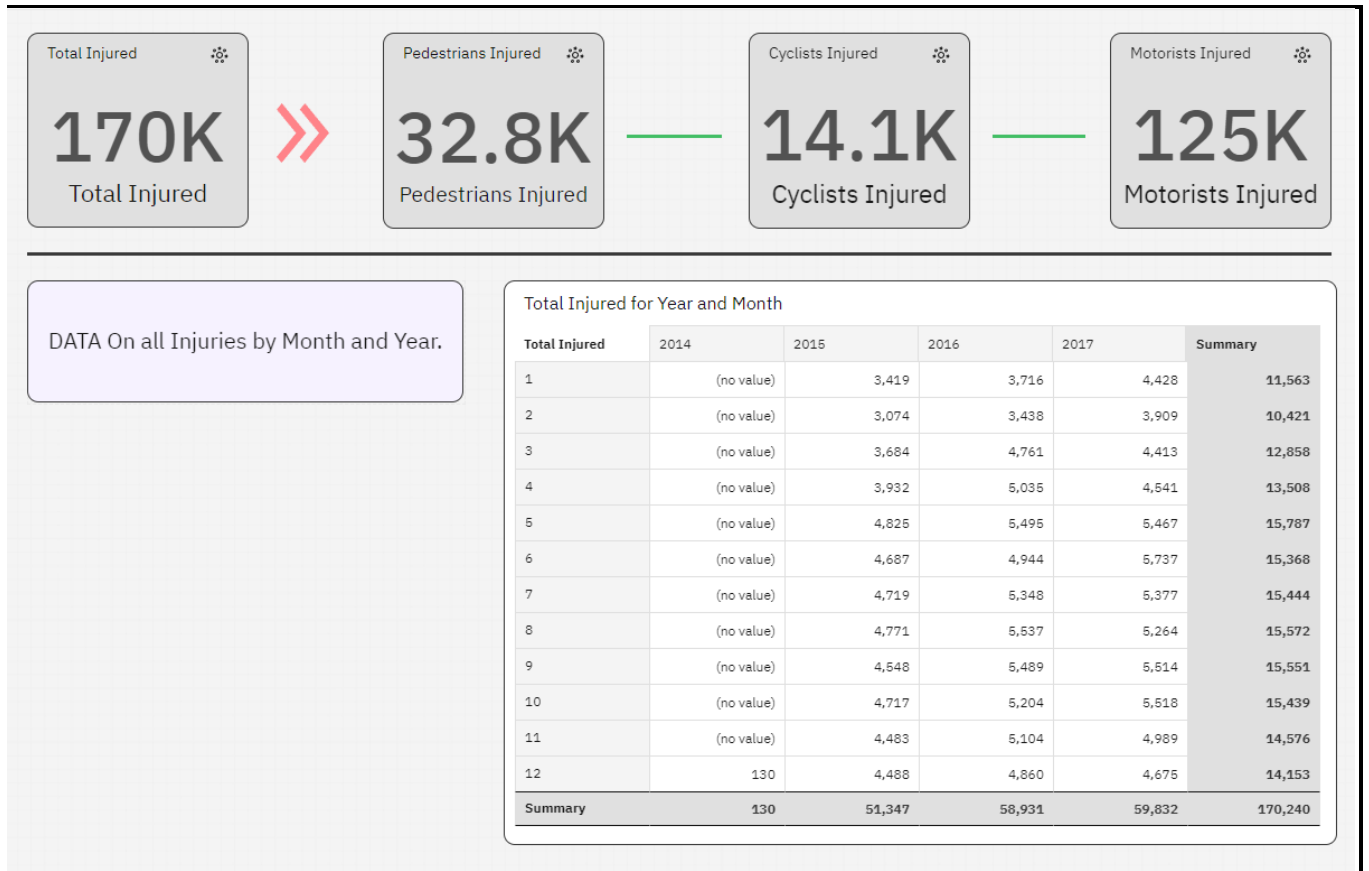 Total Injured
170K
Total Injured
Pedestrians Injured
32.8K
Pedestrians Injured
Cyclists Injured
14.1K
Cyclists Injured
Motorists Injured
125K
Motorists Injured
DATA On all Injuries by Month and Year.
Total Injured for Year and Month
Total Injured 2014 2015 2016 2017 Summary
1 (no value) 3,419 3,716 4,428 11,563
2 (no value) 3,074 3,438 3,909 10,421
3 (no value) 3,684 4,761 4,413 12,858
4 (no value) 3,932 5,035 4,541 13,508
5 (no value) 4,825 5,495 5,467 15,787
6 (no value) 4,687 4,944 5,737 15,368
7 (no value) 4,719 5,348 5,377 15,444
8 (no value) 4,771 5,537 5,264 15,572
9 (no value) 4,548 5,489 5,514 15,551
10 (no value) 4,717 5,204 5,518 15,439
11 (no value) 4,483 5,104 4,989 14,576
12 130 4,488 4,860 4,675 14,153
Summary 130 51,347 58,931 59,832 170,240